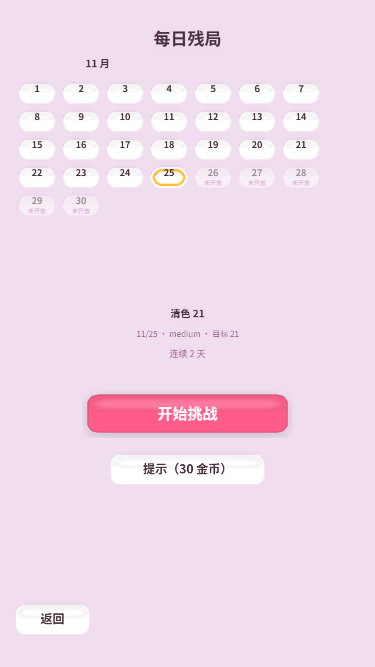 每日残局
11 月
1 2 3 4 5 6 7
8 9 10 11 12 13 14
15 16 17 18 19 20 21
22 23 24 25 26 27 28
未开放 未开放 未开放
29 30
未开放 未开放
清色 21
11/25 · medium · 目标 21
连续 2 天
开始挑战
提示（30 金币）
返回